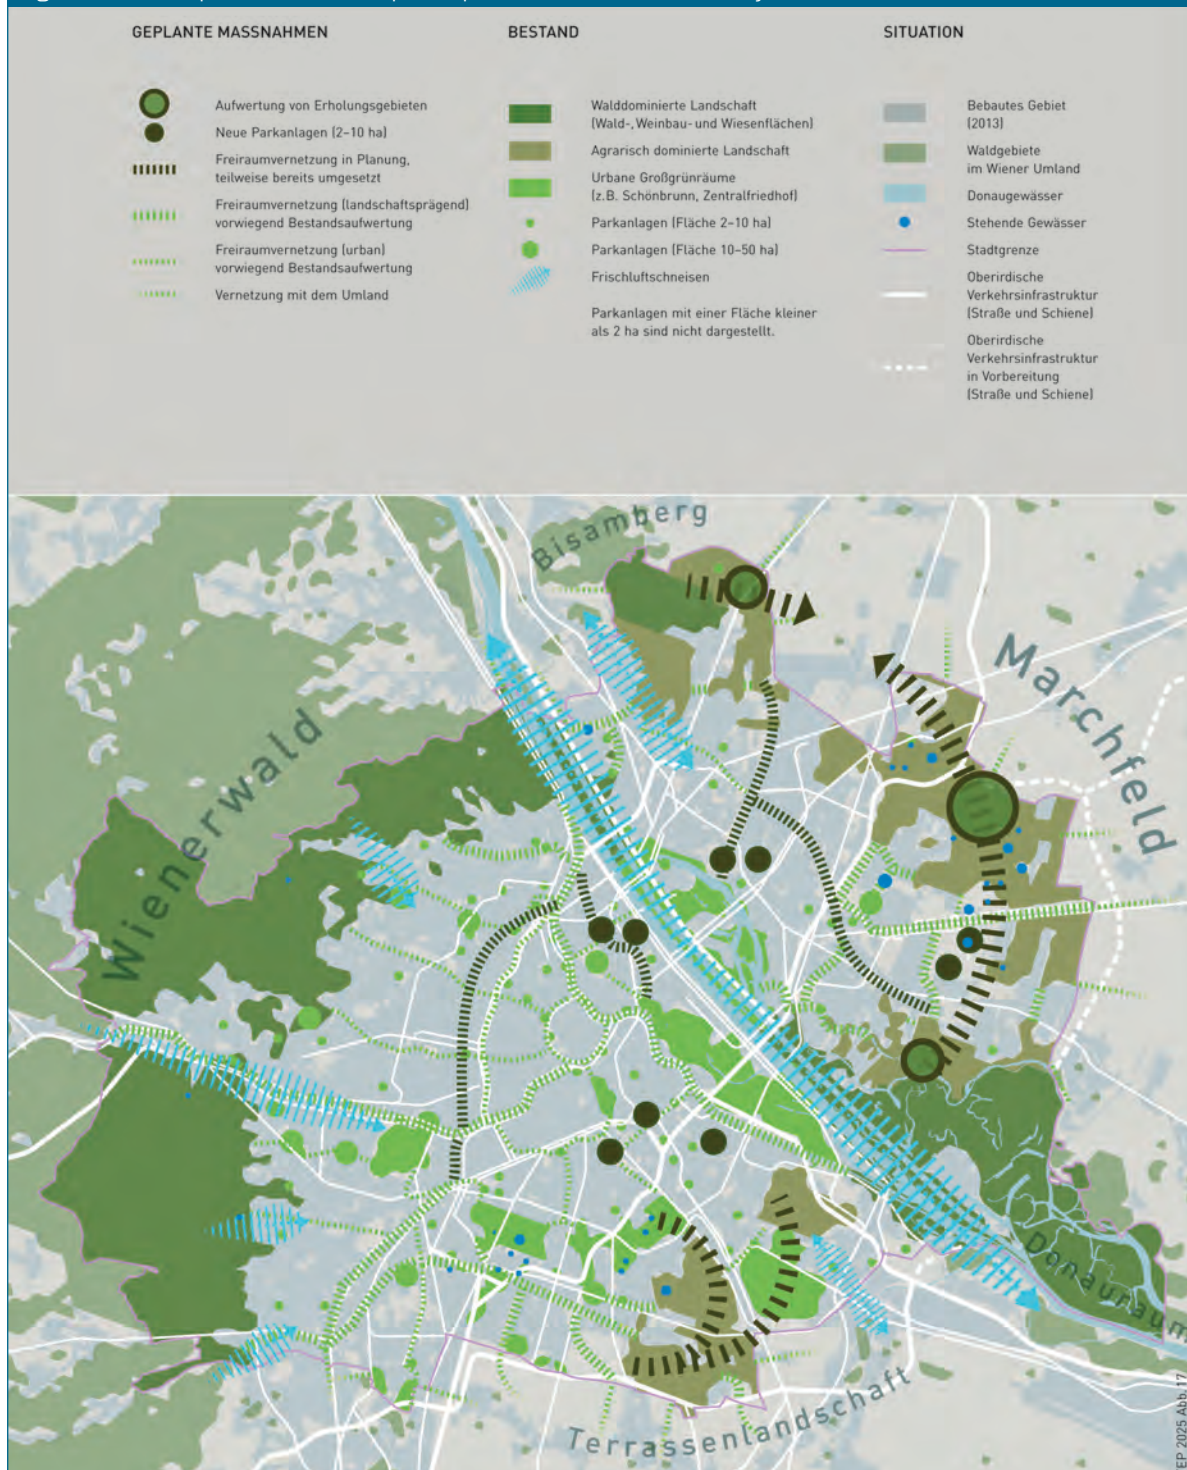 GEPLANTE MASSNAHMEN
Aufwertung von Erholungsgebieten
Neue Parkanlagen (2–10 ha)
Freiraumvernetzung in Planung,
teilweise bereits umgesetzt
Freiraumvernetzung (landschaftsprägend)
vorwiegend Bestandsaufwertung
Freiraumvernetzung (urban)
vorwiegend Bestandsaufwertung
Vernetzung mit dem Umland
BESTAND
Walddominierte Landschaft
(Wald-, Weinbau- und Wiesenflächen)
Agrarisch dominierte Landschaft
Urbane Großgrünräume
(z.B. Schönbrunn, Zentralfriedhof)
Parkanlagen (Fläche 2–10 ha)
Parkanlagen (Fläche 10–50 ha)
Frischluftschneisen
Parkanlagen mit einer Fläche kleiner
als 2 ha sind nicht dargestellt.
SITUATION
Bebautes Gebiet
(2013)
Waldgebiete
im Wiener Umland
Donaugewässer
Stehende Gewässer
Stadtgrenze
Oberirdische
Verkehrsinfrastruktur
(Straße und Schiene)
Oberirdische
Verkehrsinfrastruktur
in Vorbereitung
(Straße und Schiene)
Bisamberg
Marchfeld
Wienerwald
Donauraum
Terrassenlandschaft
EP 2025 Abb. 17